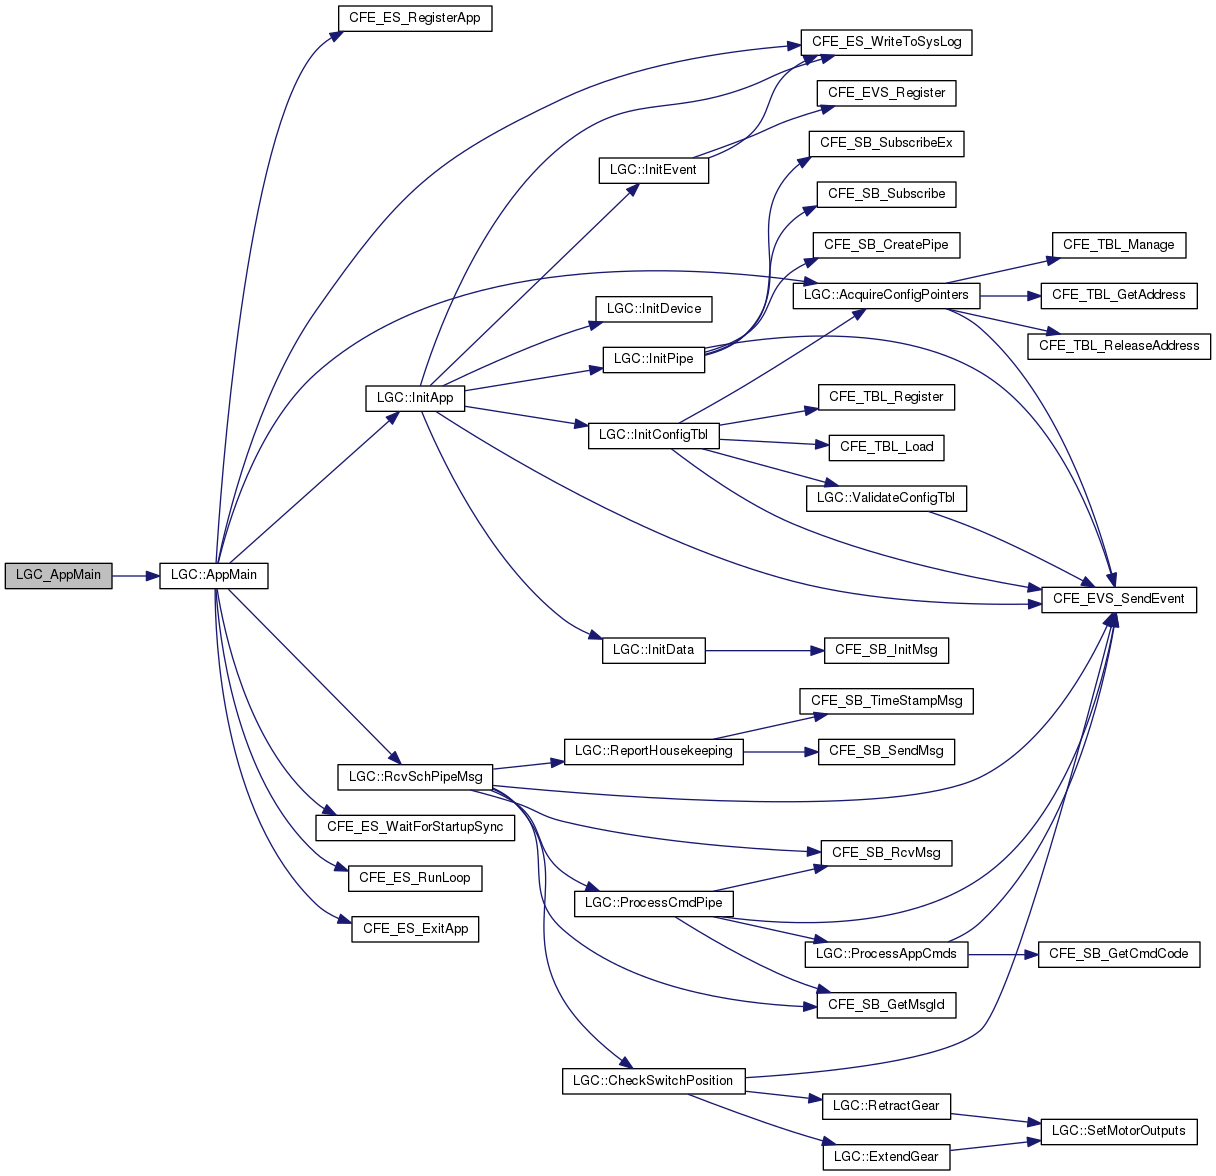 CFE_ES_RegisterApp
CFE_ES_WriteToSysLog
CFE_EVS_Register
CFE_SB_SubscribeEx
LGC::InitEvent
CFE_SB_Subscribe
CFE_SB_CreatePipe
CFE_TBL_Manage
LGC::AcquireConfigPointers
CFE_TBL_GetAddress
LGC::InitDevice
CFE_TBL_ReleaseAddress
LGC::InitPipe
LGC::InitApp
CFE_TBL_Register
LGC::InitConfigTbl
CFE_TBL_Load
LGC::ValidateConfigTbl
LGC_AppMain
LGC::AppMain
CFE_EVS_SendEvent
LGC::InitData
CFE_SB_InitMsg
CFE_SB_TimeStampMsg
LGC::ReportHousekeeping
CFE_SB_SendMsg
LGC::RcvSchPipeMsg
CFE_ES_WaitForStartupSync
CFE_SB_RcvMsg
CFE_ES_RunLoop
LGC::ProcessCmdPipe
CFE_ES_ExitApp
LGC::ProcessAppCmds
CFE_SB_GetCmdCode
CFE_SB_GetMsgId
LGC::CheckSwitchPosition
LGC::RetractGear
LGC::SetMotorOutputs
LGC::ExtendGear